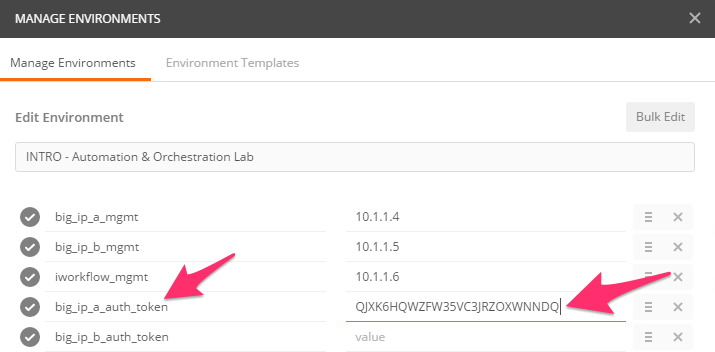 MANAGE ENVIRONMENTS
Manage Environments Environment Templates
Edit Environment Bulk Edit
INTRO - Automation & Orchestration Lab
big_ip_a_mgmt 10.1.1.4
big_ip_b_mgmt 10.1.1.5
iworkflow_mgmt 10.1.1.6
big_ip_a_auth_token QJXK6HQWZFW35VC3JRZOXWNNDQ
big_ip_b_auth_token value